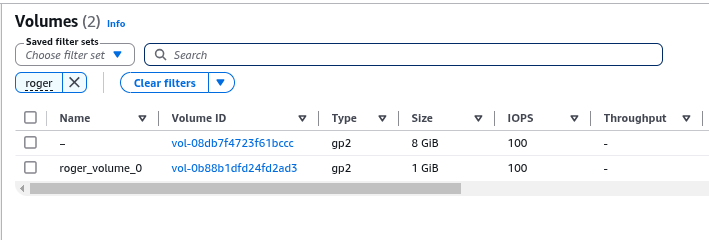 Volumes (2) Info
Saved filter sets
Choose filter set
Search
roger
Clear filters
Name Volume ID Type Size IOPS Throughput
– vol-08db7f4723f61bccc gp2 8 GiB 100 -
roger_volume_0 vol-0b88b1dfd24fd2ad3 gp2 1 GiB 100 -